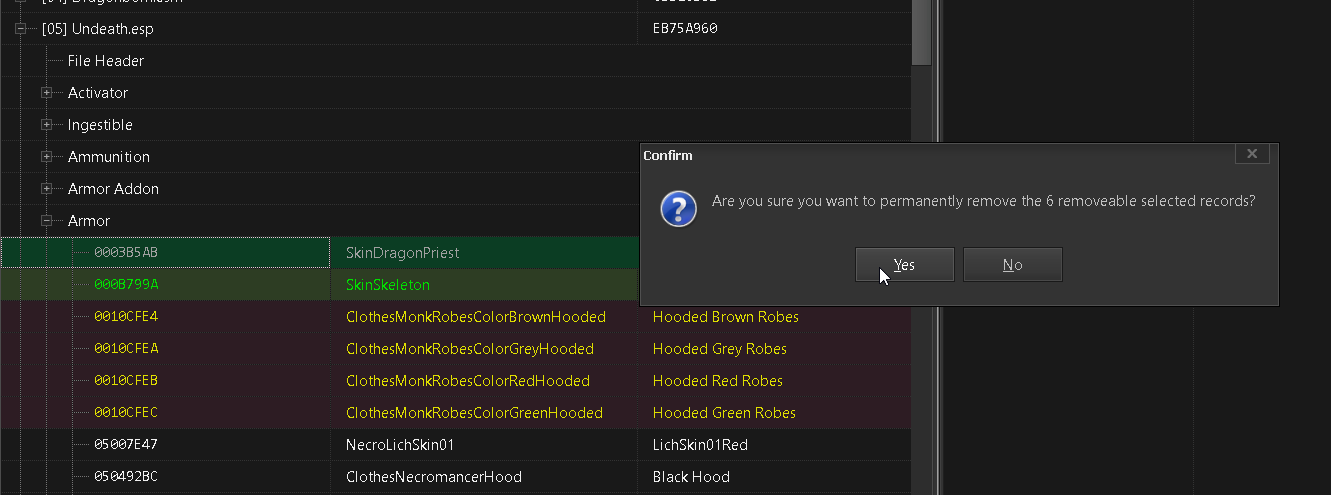 [05] Undeath.esp EB75A960
File Header
Activator
Ingestible
Ammunition
Armor Addon
Armor
0003B5AB SkinDragonPriest
000B799A SkinSkeleton
0010CFE4 ClothesMonkRobesColorBrownHooded Hooded Brown Robes
0010CFEA ClothesMonkRobesColorGreyHooded Hooded Grey Robes
0010CFEB ClothesMonkRobesColorRedHooded Hooded Red Robes
0010CFEC ClothesMonkRobesColorGreenHooded Hooded Green Robes
05007E47 NecroLichSkin01 LichSkin01Red
050492BC ClothesNecromancerHood Black Hood
Confirm
Are you sure you want to permanently remove the 6 removeable selected records?
Yes No